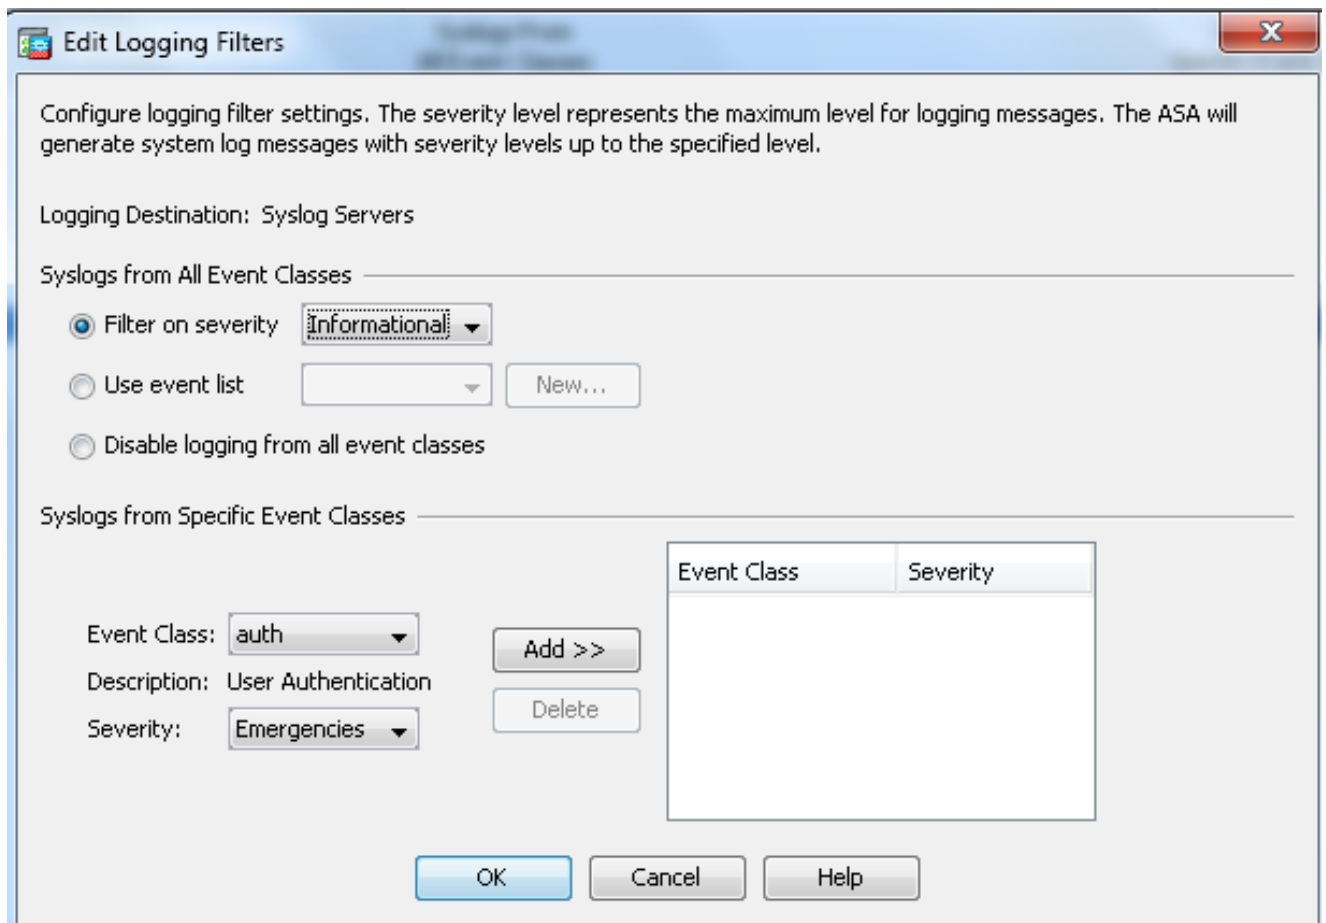 Edit Logging Filters
Configure logging filter settings. The severity level represents the maximum level for logging messages. The ASA will
generate system log messages with severity levels up to the specified level.
Logging Destination: Syslog Servers
Syslogs from All Event Classes
Filter on severity Informational
Use event list New...
Disable logging from all event classes
Syslogs from Specific Event Classes
Event Class Severity
Event Class: auth Add >>
Description: User Authentication
Delete
Severity: Emergencies
OK Cancel Help